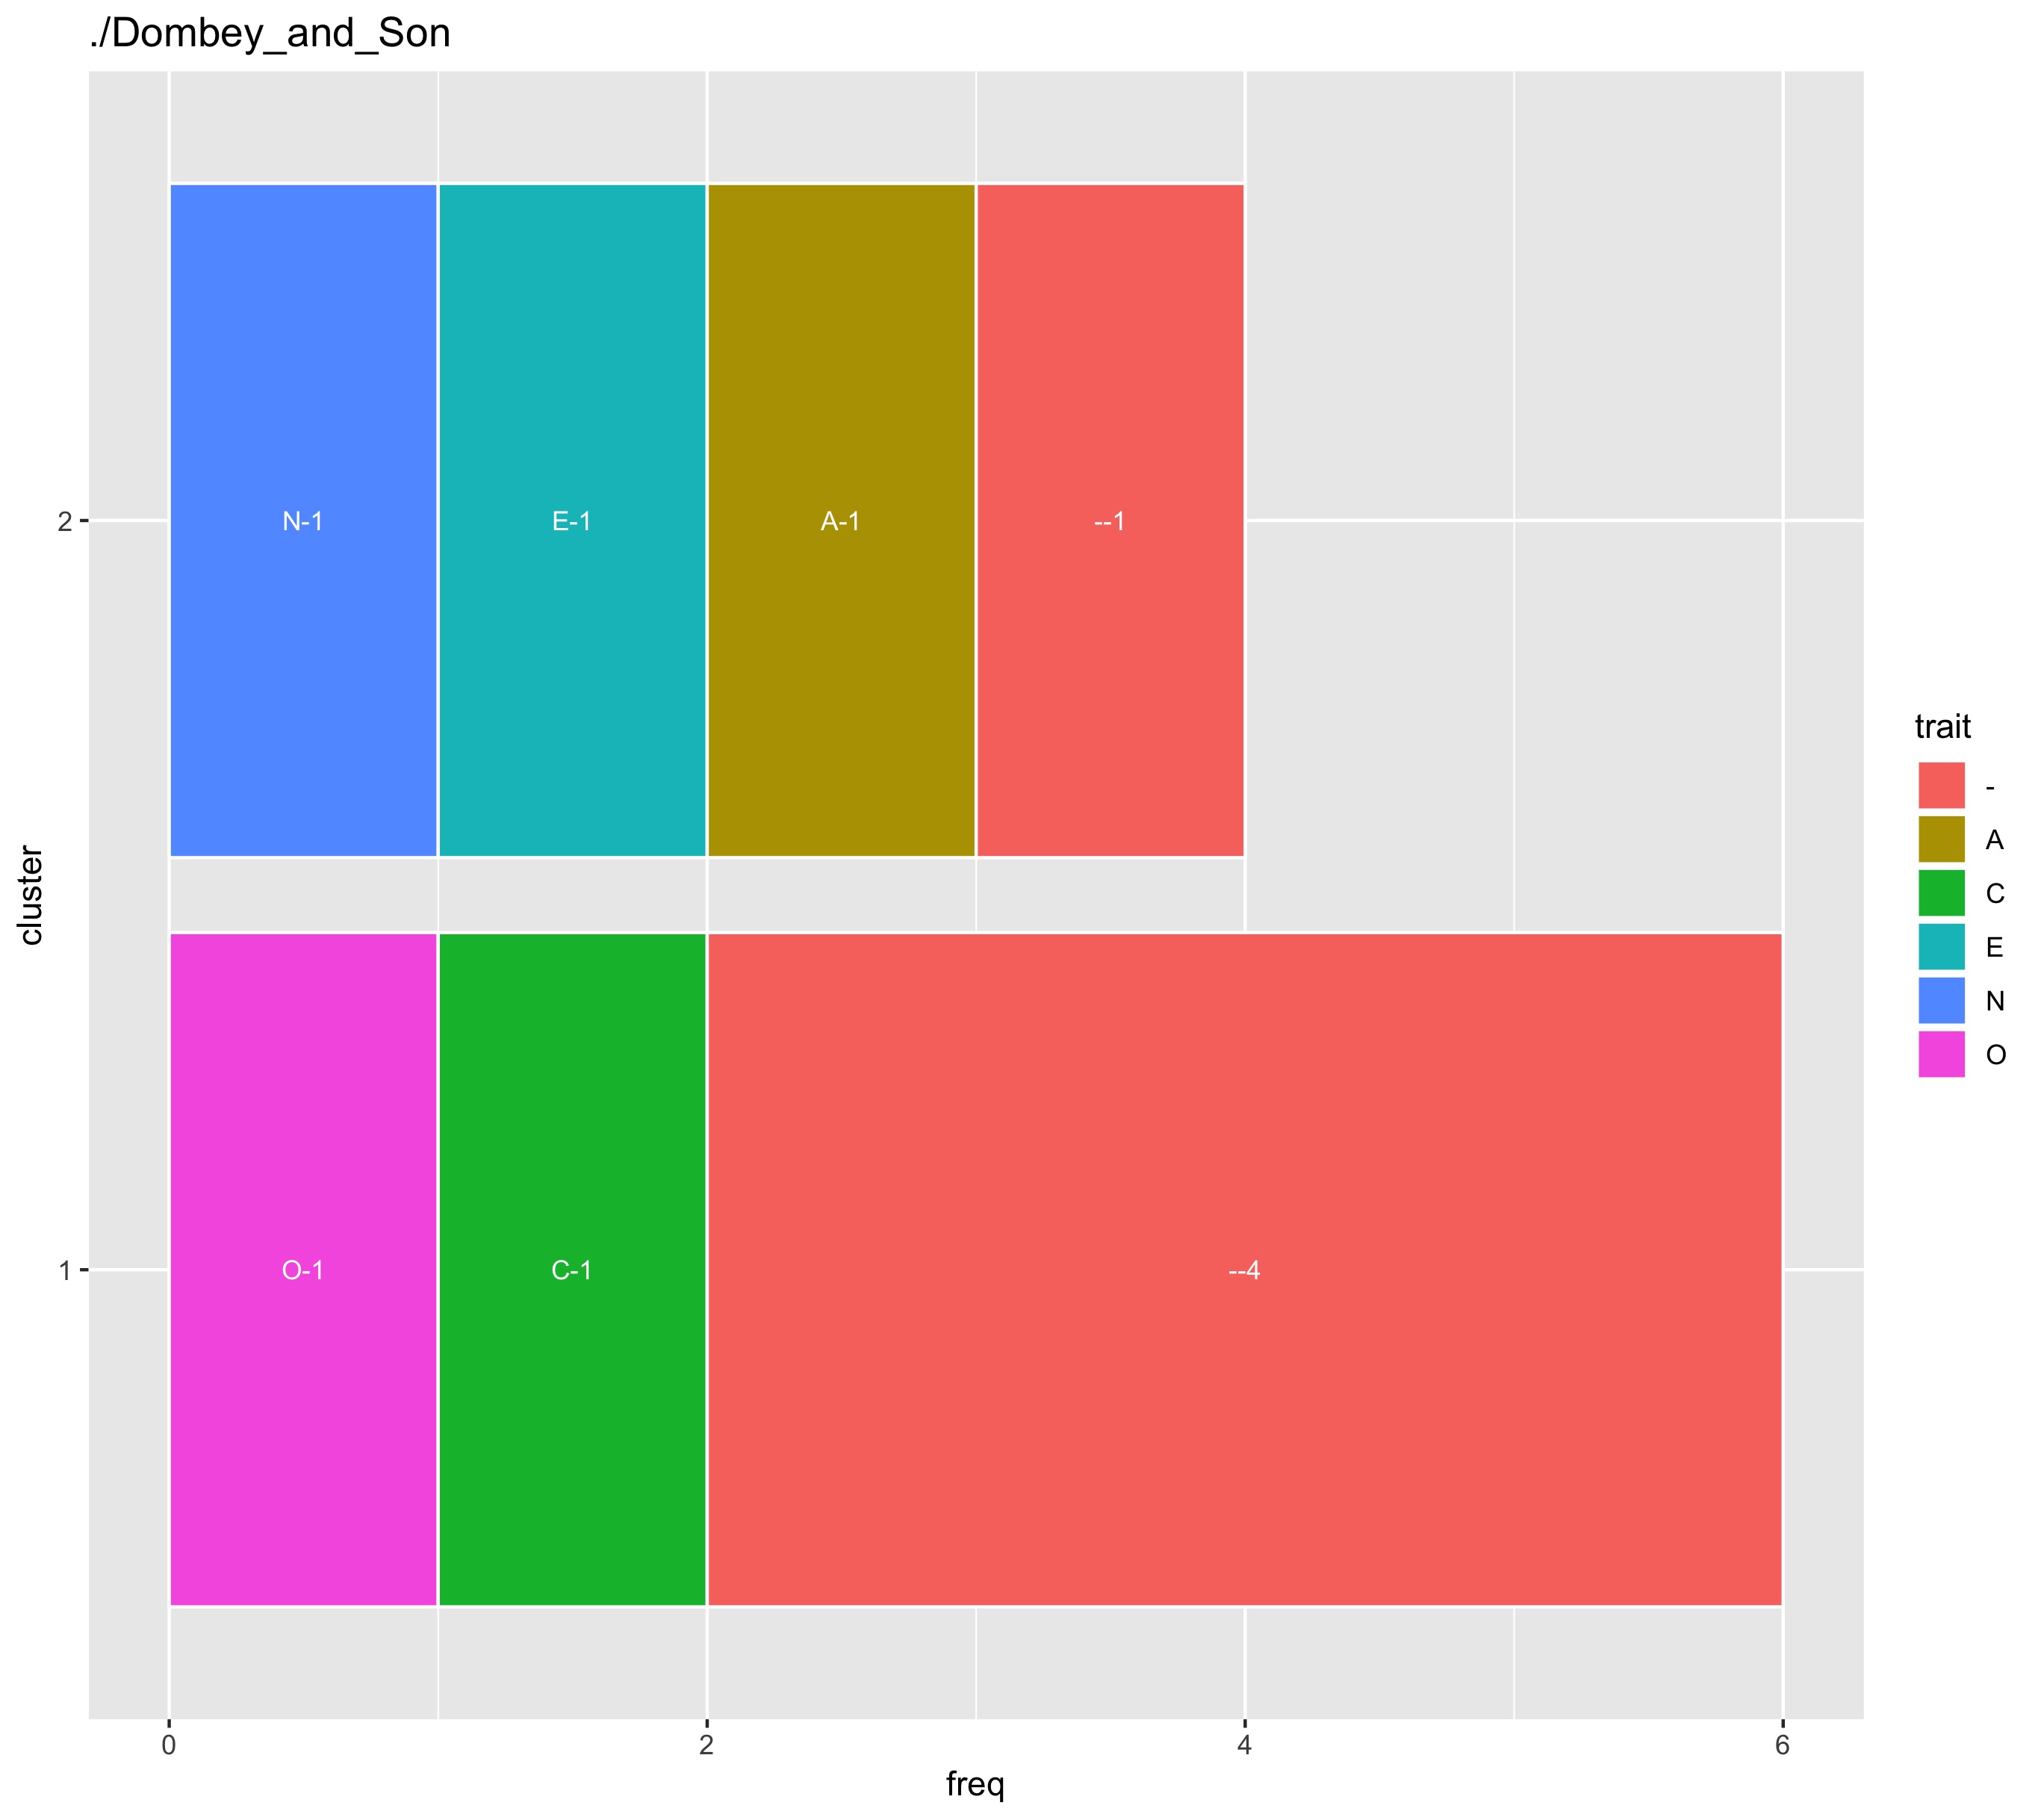 ./Dombey_and_Son
cluster
2
N-1
E-1
A-1
--1
1
O-1
C-1
--4
0
2
4
6
freq
trait
-
A
C
E
N
O